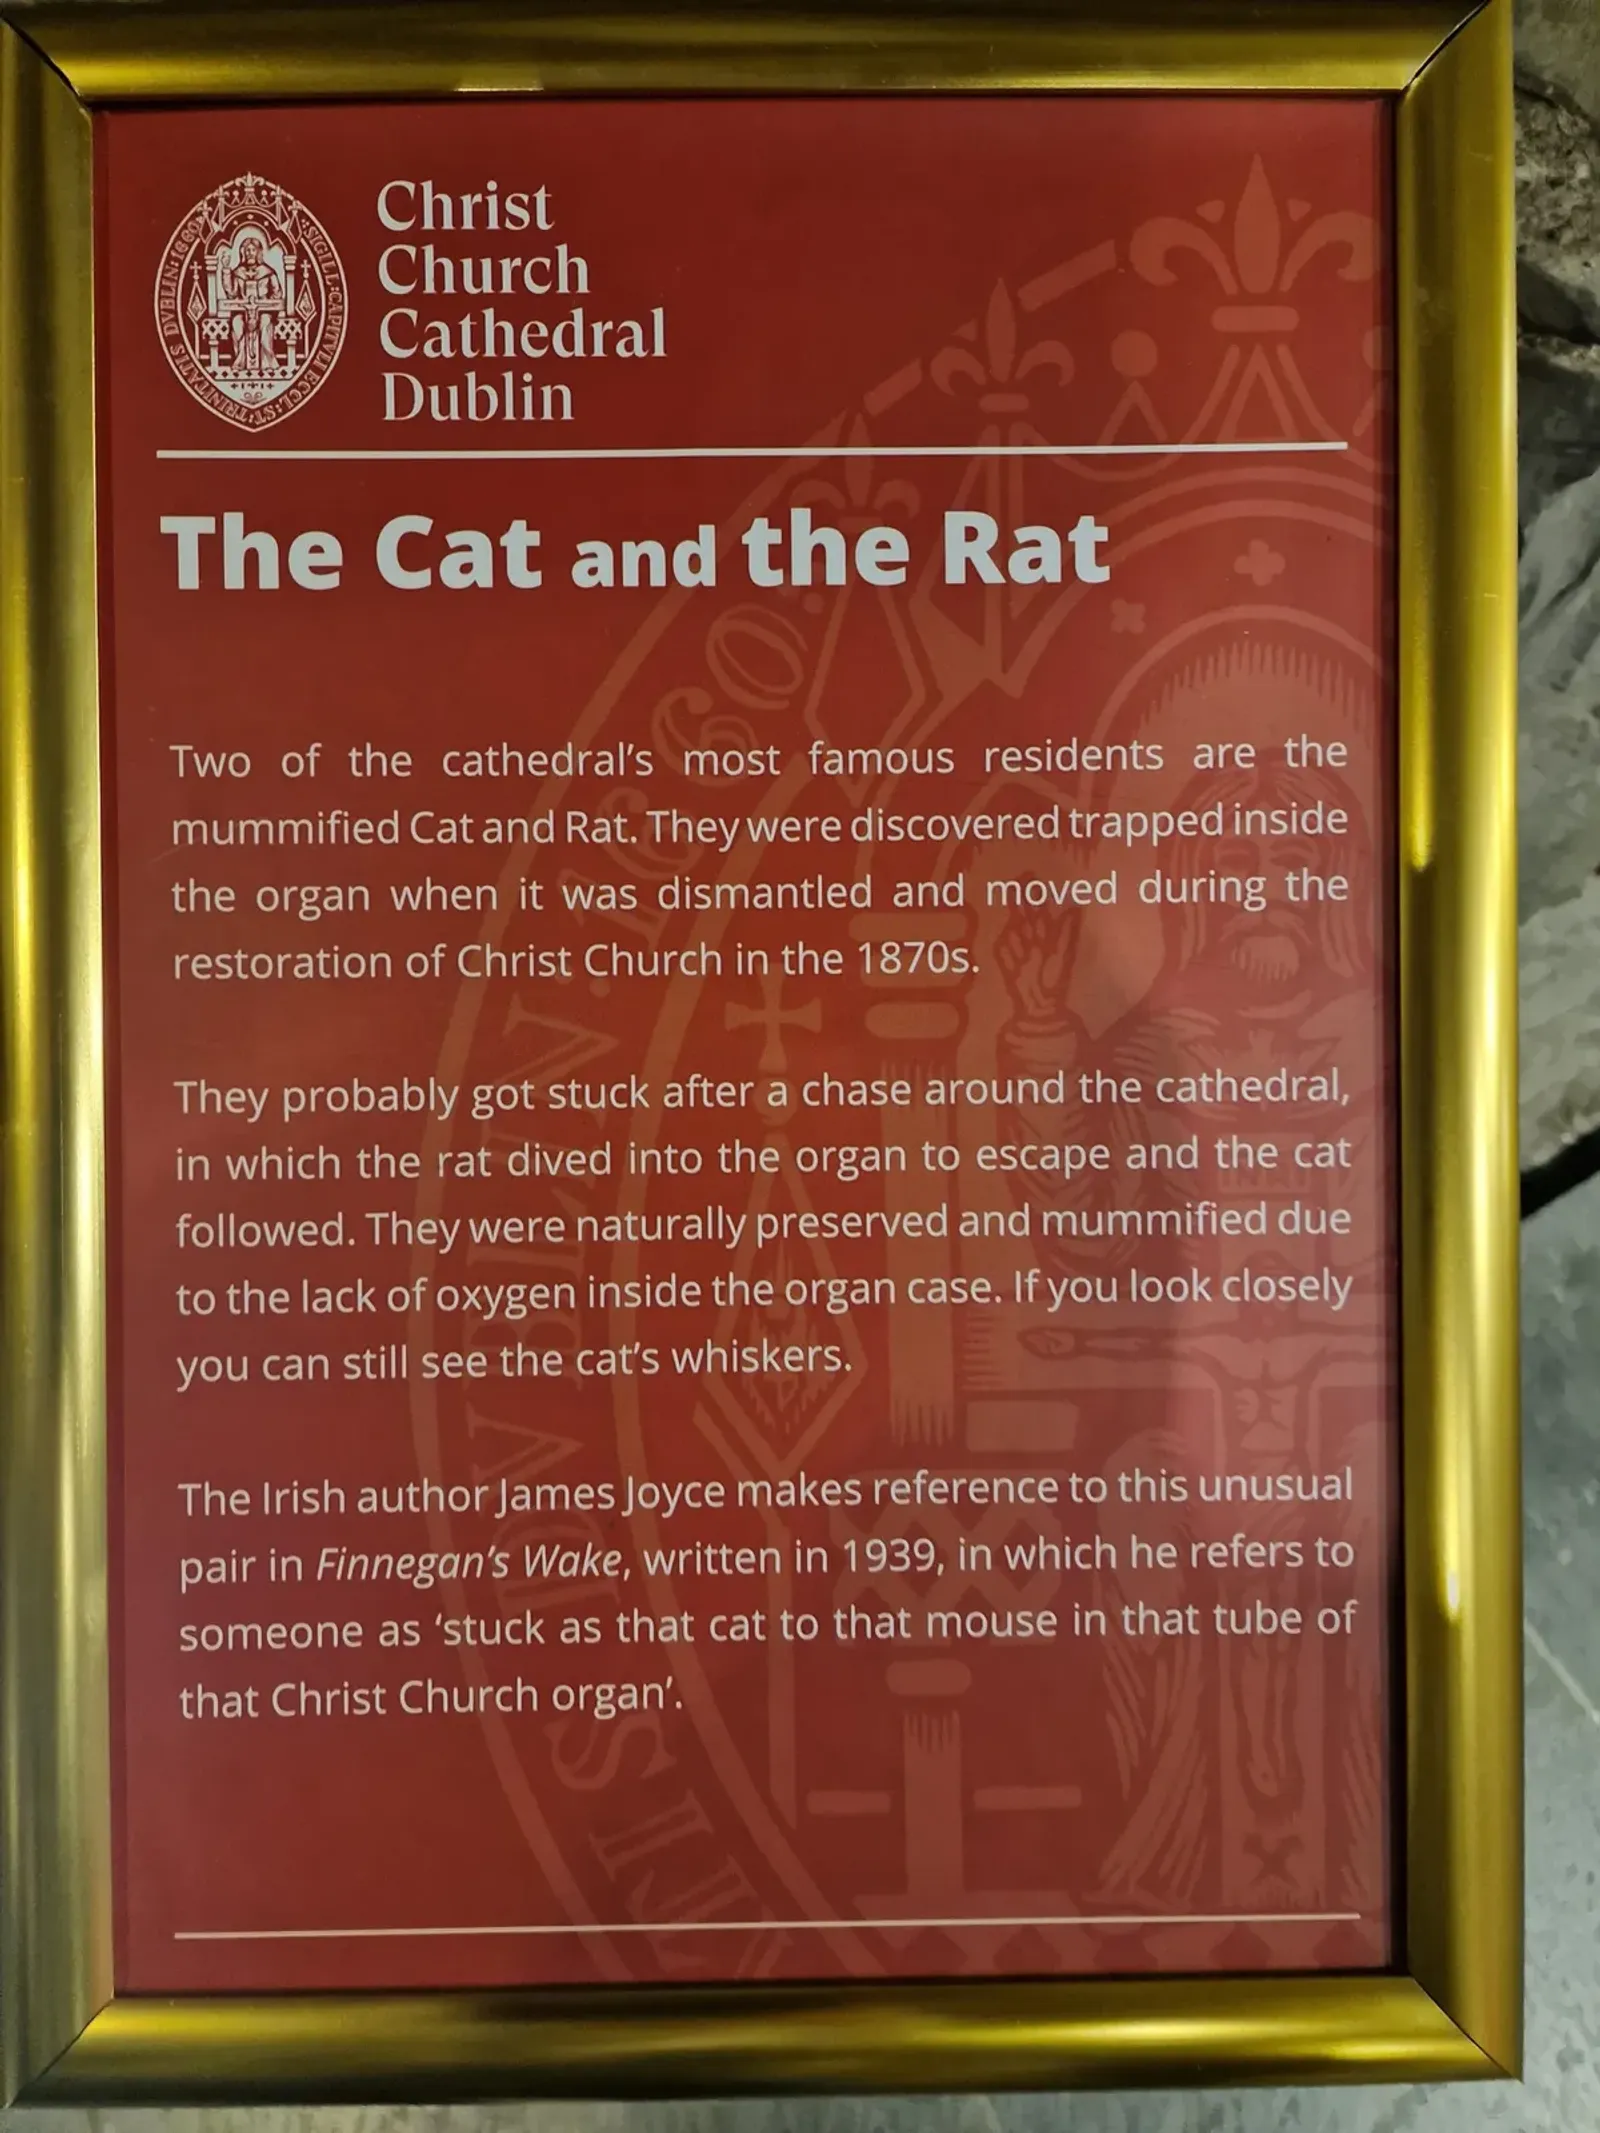 Christ
Church
Cathedral
Dublin
SIGILL:CAPITVLI ECCL:ST:TRINITATIS DVBLIN:1660
The Cat and the Rat
Two of the cathedral's most famous residents are the
mummified Cat and Rat. They were discovered trapped inside
the organ when it was dismantled and moved during the
restoration of Christ Church in the 1870s.
They probably got stuck after a chase around the cathedral,
in which the rat dived into the organ to escape and the cat
followed. They were naturally preserved and mummified due
to the lack of oxygen inside the organ case. If you look closely
you can still see the cat's whiskers.
The Irish author James Joyce makes reference to this unusual
pair in Finnegan's Wake, written in 1939, in which he refers to
someone as 'stuck as that cat to that mouse in that tube of
that Christ Church organ'.